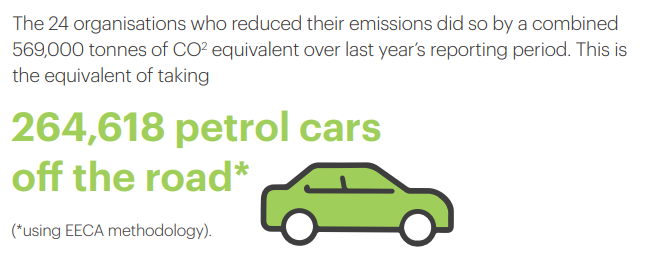 The 24 organisations who reduced their emissions did so by a combined
569,000 tonnes of CO² equivalent over last year's reporting period. This is
the equivalent of taking
264,618 petrol cars
off the road*
(*using EECA methodology).